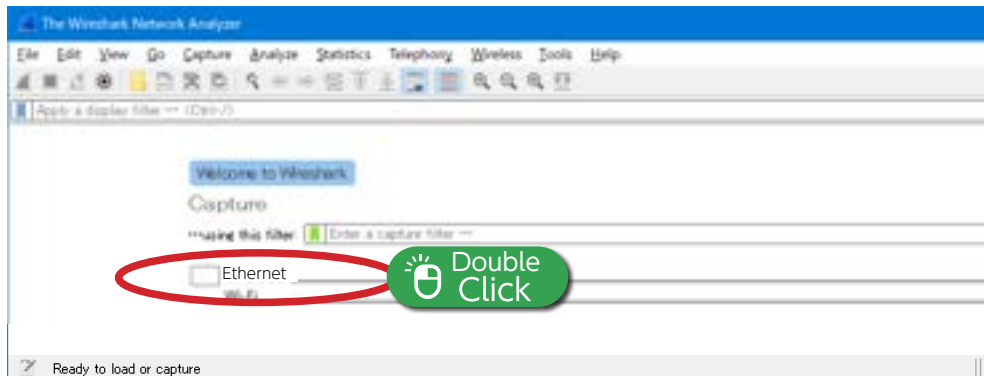 The Wireshark Network Analyzer
File Edit View Go Capture Analyze Statistics Telephony Wireless Tools Help
Apply a display filter ... <Ctrl-/>
Welcome to Wireshark
Capture
...using this filter: Enter a capture filter ...
Ethernet
Double
Click
Wi-Fi
Ready to load or capture